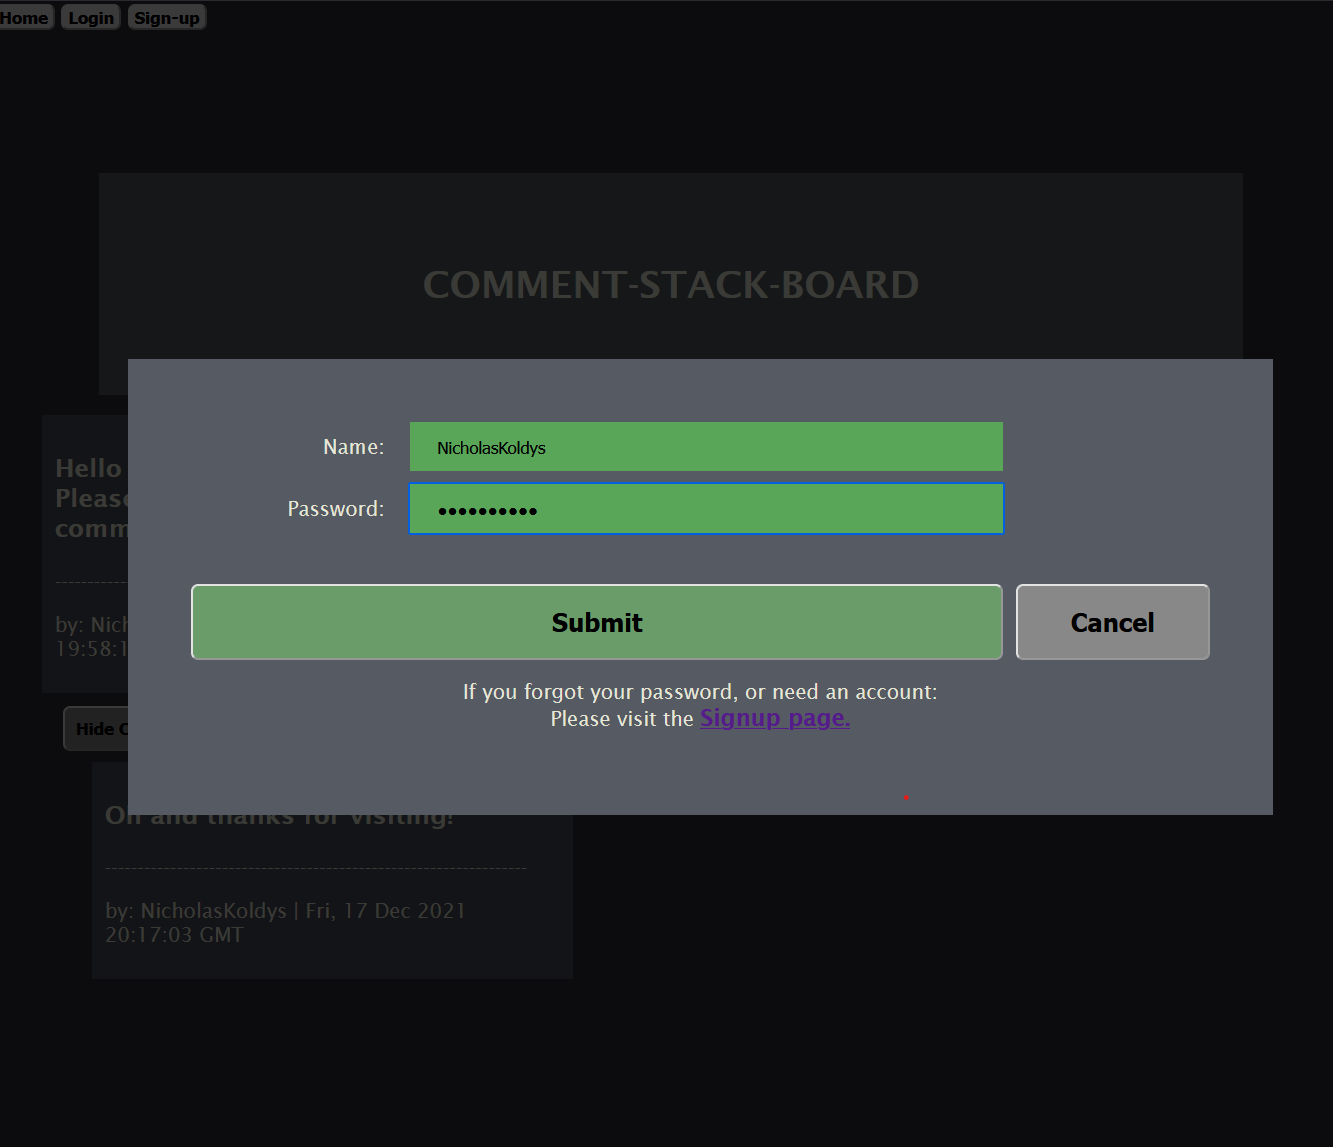 Home Login Sign-up
COMMENT-STACK-BOARD
Name: NicholasKoldys
Password: ••••••••••
Submit Cancel
If you forgot your password, or need an account:
Please visit the Signup page.
Hello
Please
comm
by: Nich
19:58:1
Hide C
Oh and thanks for visiting!
by: NicholasKoldys | Fri, 17 Dec 2021
20:17:03 GMT